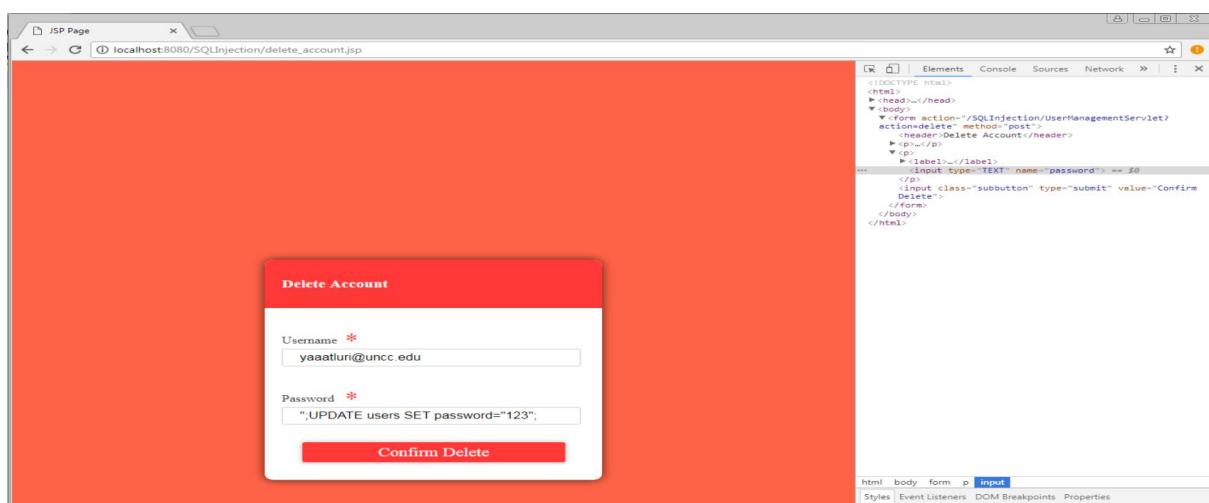 JSP Page
localhost:8080/SQLInjection/delete_account.jsp
Elements Console Sources Network »
<!DOCTYPE html>
<html>
<head>…</head>
<body>
<form action="/SQLInjection/UserManagementServlet?
action=delete" method="post">
<header>Delete Account</header>
<p>…</p>
<p>
<label>…</label>
... <input type="TEXT" name="password"> == $0
</p>
<input class="subbutton" type="submit" value="Confirm
Delete">
</form>
</body>
</html>
Delete Account
Username *
yaaatluri@uncc.edu
Password *
";UPDATE users SET password="123";
Confirm Delete
html body form p input
Styles Event Listeners DOM Breakpoints Properties